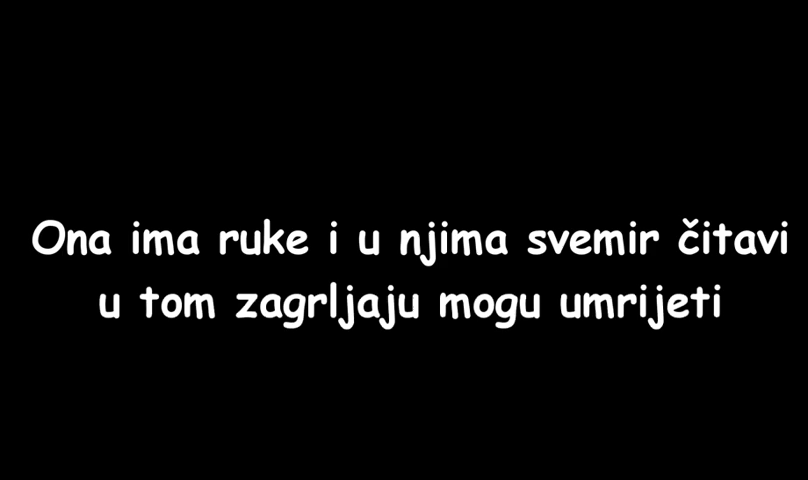 Ona ima ruke i u njima svemir čitavi
u tom zagrljaju mogu umrijeti